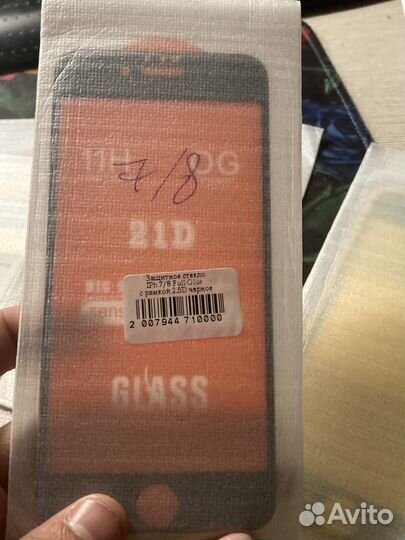 7/8
21D
Защитное стекло
IPh 7/8 Full Glue
с рамкой 2.5D черное
2 007944 710000
GLASS
Avito